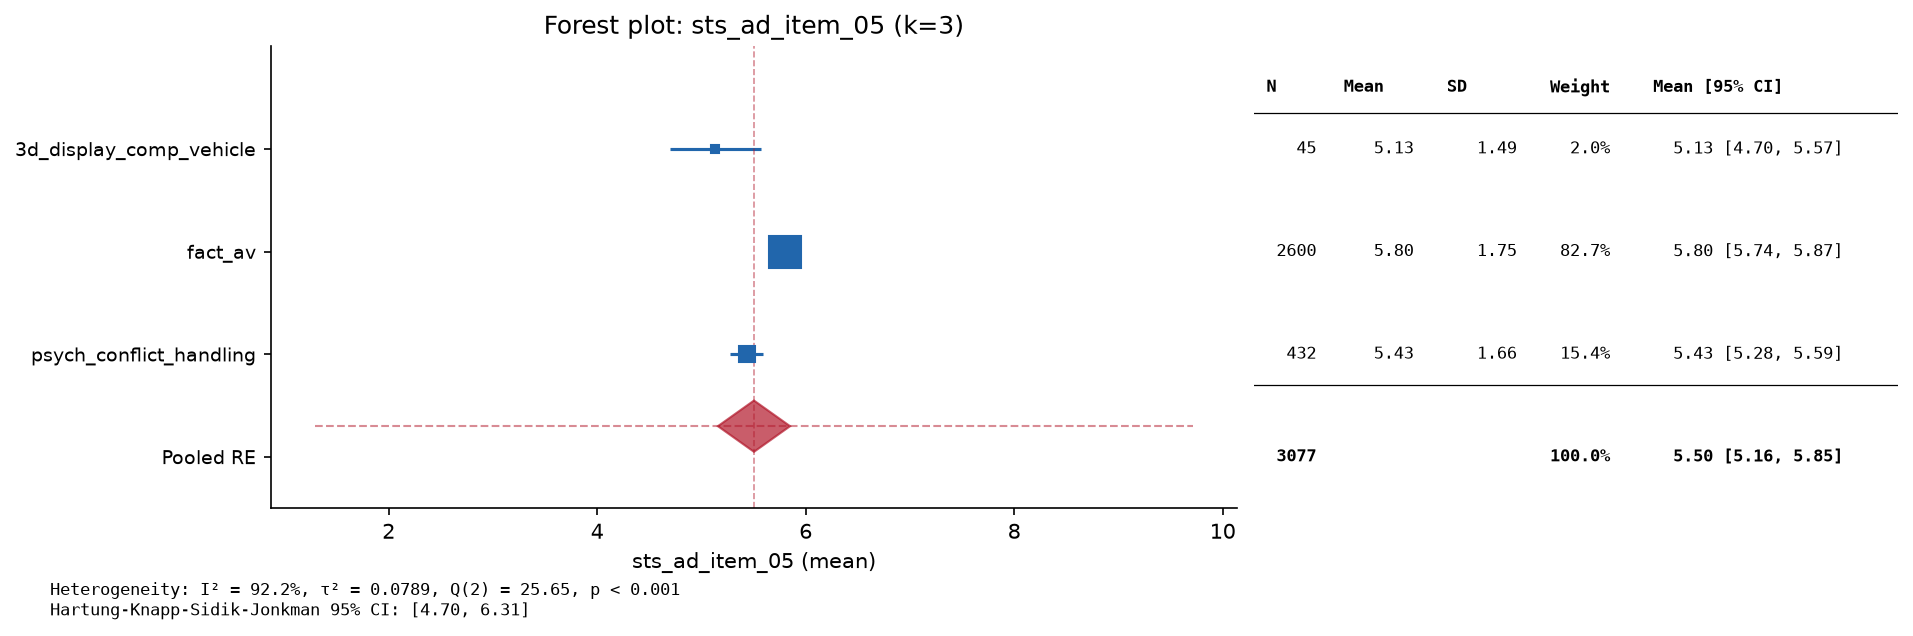 Forest plot: sts_ad_item_05 (k=3)
N Mean SD Weight Mean [95% CI]
3d_display_comp_vehicle 45 5.13 1.49 2.0% 5.13 [4.70, 5.57]
fact_av 2600 5.80 1.75 82.7% 5.80 [5.74, 5.87]
psych_conflict_handling 432 5.43 1.66 15.4% 5.43 [5.28, 5.59]
Pooled RE 3077 100.0% 5.50 [5.16, 5.85]
2 4 6 8 10
sts_ad_item_05 (mean)
Heterogeneity: I² = 92.2%, τ² = 0.0789, Q(2) = 25.65, p < 0.001
Hartung-Knapp-Sidik-Jonkman 95% CI: [4.70, 6.31]